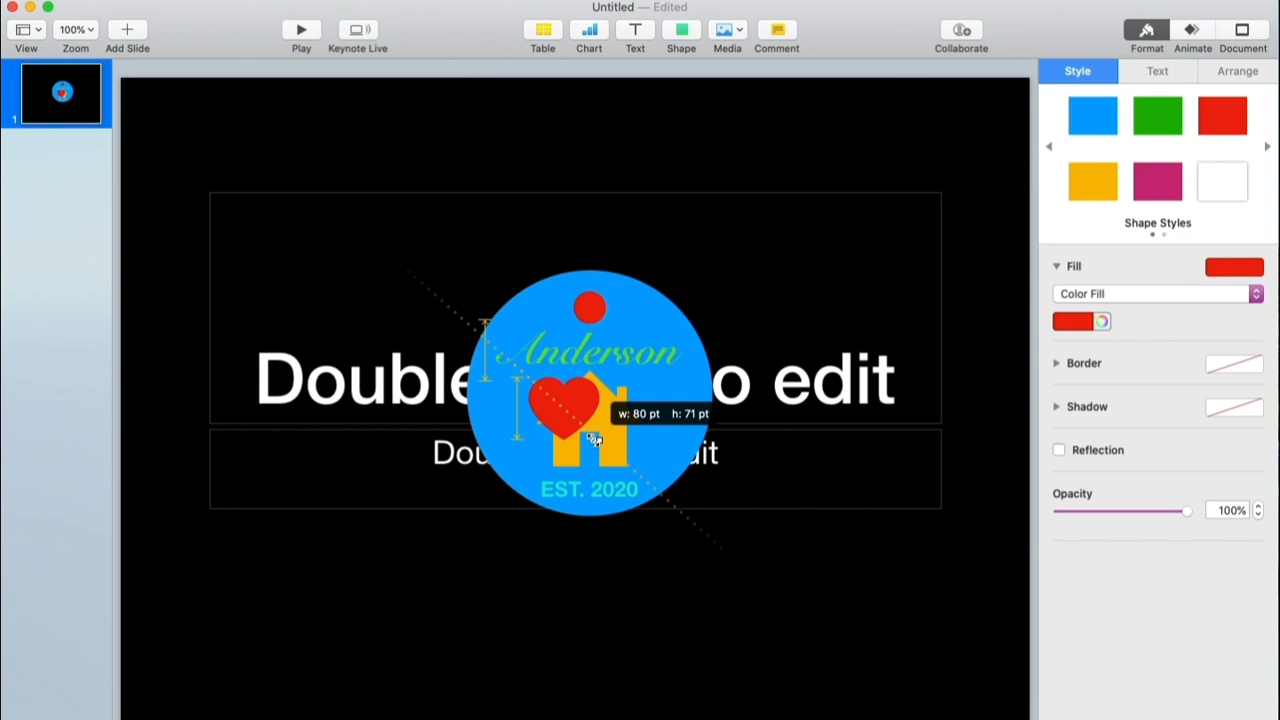 Untitled — Edited
100%
View
Zoom
Add Slide
Play
Keynote Live
Table
Chart
Text
Shape
Media
Comment
Collaborate
Format
Animate
Document
1
Anderson
Double
o edit
w: 80 pt h: 71 pt
Dou
dit
EST. 2020
Style
Text
Arrange
Shape Styles
Fill
Color Fill
Border
Shadow
Reflection
Opacity
100%